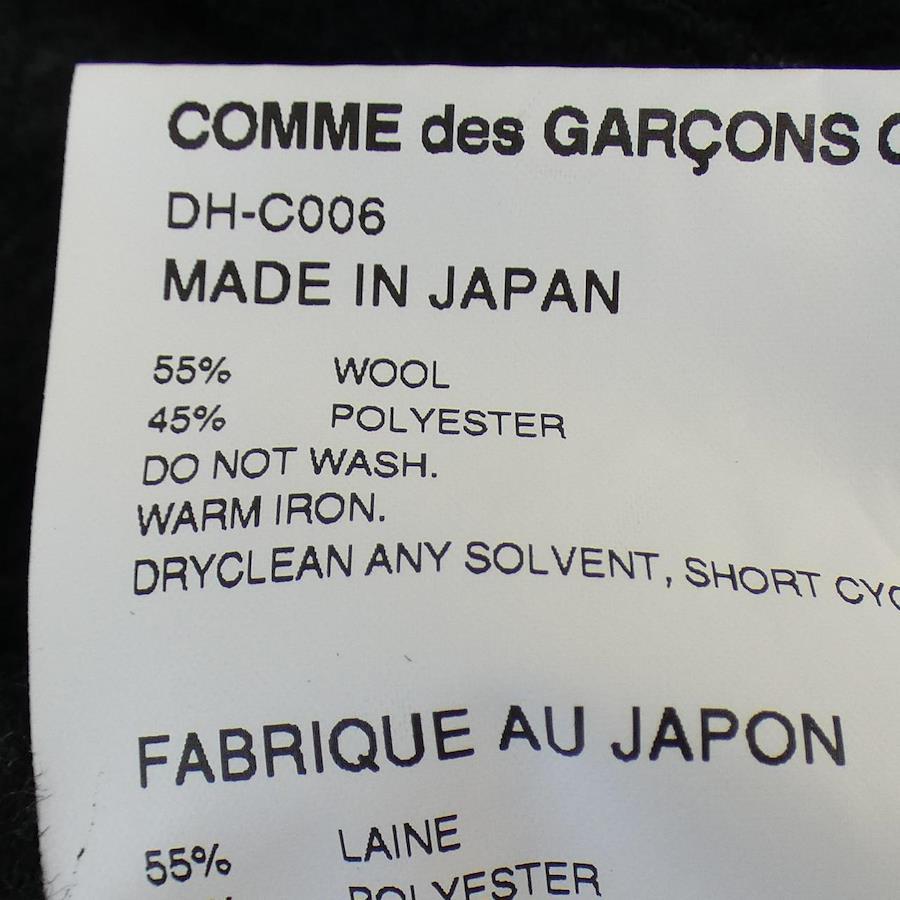 COMME des GARÇONS
DH-C006
MADE IN JAPAN
55% WOOL
45% POLYESTER
DO NOT WASH.
WARM IRON.
DRYCLEAN ANY SOLVENT, SHORT
FABRIQUE AU JAPON
55% LAINE
POLYESTER